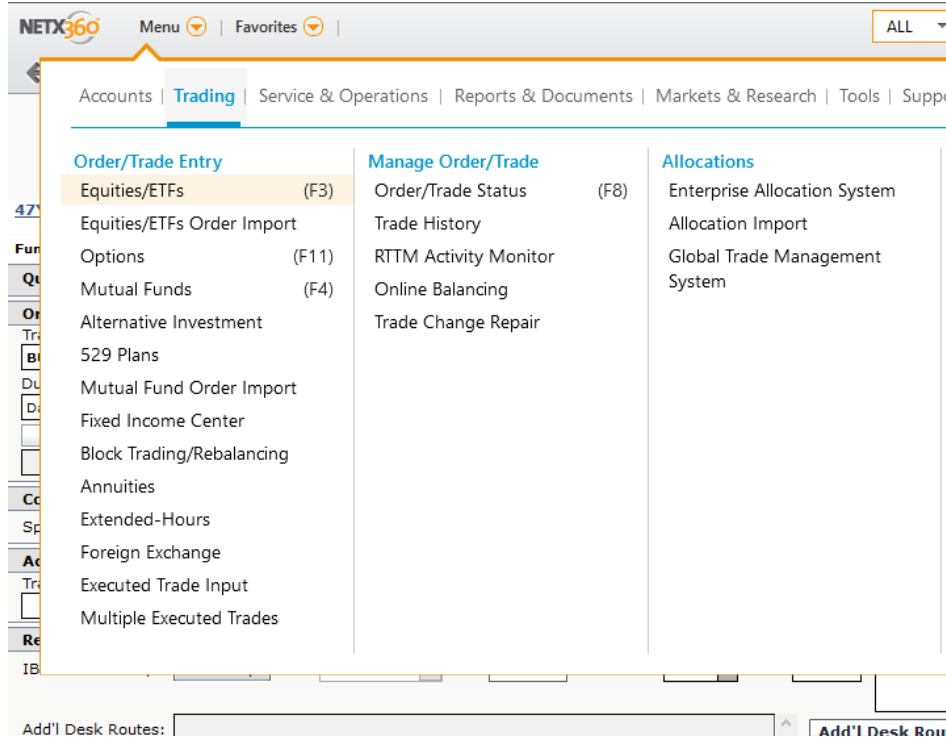 NETX360 Menu | Favorites | ALL
Accounts | Trading | Service & Operations | Reports & Documents | Markets & Research | Tools |
Order/Trade Entry
Equities/ETFs (F3)
Equities/ETFs Order Import
Options (F11)
Mutual Funds (F4)
Alternative Investment
529 Plans
Mutual Fund Order Import
Fixed Income Center
Block Trading/Rebalancing
Annuities
Extended-Hours
Foreign Exchange
Executed Trade Input
Multiple Executed Trades
Manage Order/Trade
Order/Trade Status (F8)
Trade History
RTTM Activity Monitor
Online Balancing
Trade Change Repair
Allocations
Enterprise Allocation System
Allocation Import
Global Trade Management
System
Add'l Desk Routes:
Add'l Desk